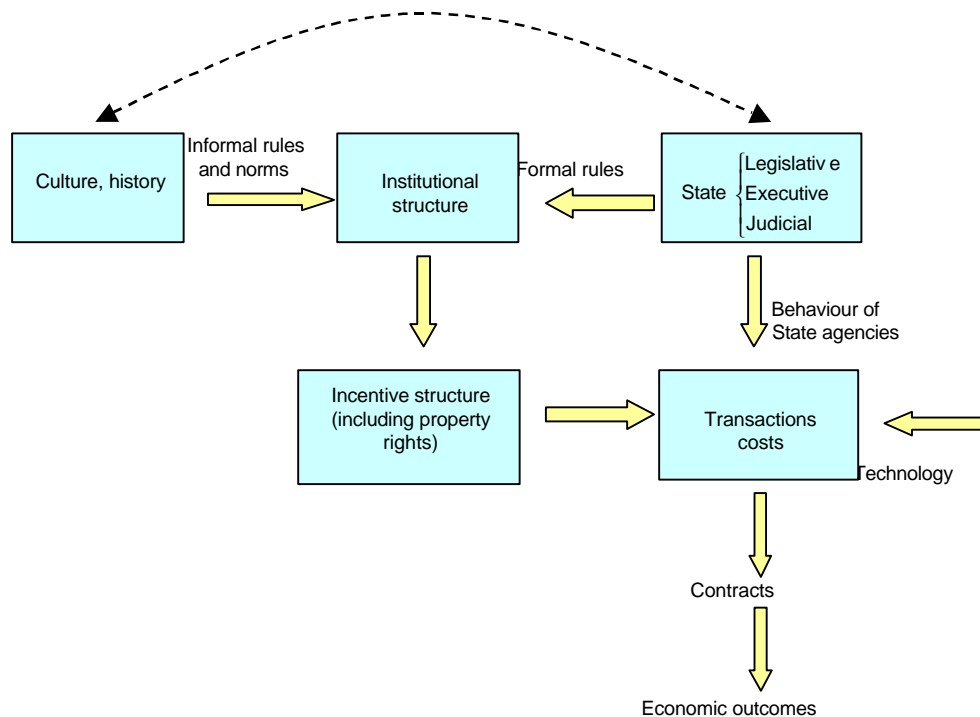 Culture, history
Informal rules
and norms
Institutional
structure
Formal rules
State
Legislative
Executive
Judicial
Behaviour of
State agencies
Incentive structure
(including property
rights)
Transactions
costs
Technology
Contracts
Economic outcomes